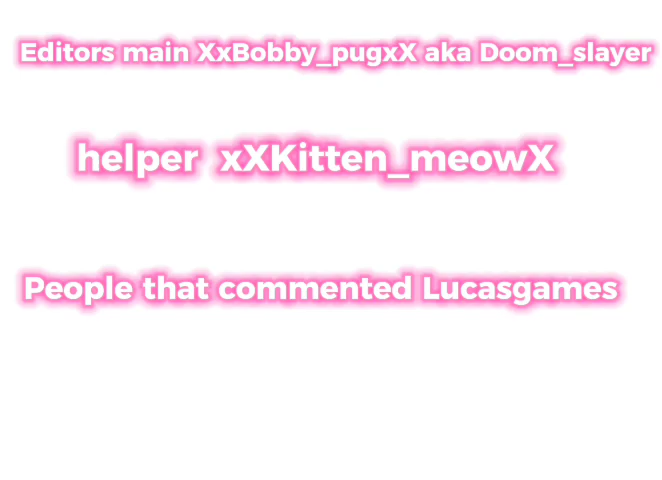 Editors main XxBobby_pugxX aka Doom_slayer
helper xXKitten_meowX
People that commented Lucasgames